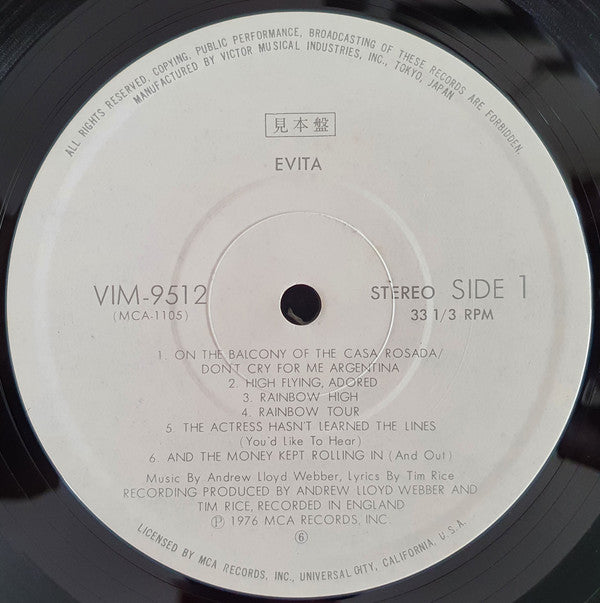 ALL RIGHTS RESERVED. COPYING, PUBLIC PERFORMANCE, BROADCASTING OF THESE RECORDS ARE FORBIDDEN.
MANUFACTURED BY VICTOR MUSICAL INDUSTRIES, INC., TOKYO, JAPAN
見本盤
EVITA
VIM-9512
(MCA-1105)
STEREO SIDE 1
33 1/3 RPM
1. ON THE BALCONY OF THE CASA ROSADA/
DON'T CRY FOR ME ARGENTINA
2. HIGH FLYING, ADORED
3. RAINBOW HIGH
4. RAINBOW TOUR
5. THE ACTRESS HASN'T LEARNED THE LINES
(You'd Like To Hear)
6. AND THE MONEY KEPT ROLLING IN (And Out)
Music By Andrew Lloyd Webber, Lyrics By Tim Rice
RECORDING PRODUCED BY ANDREW LLOYD WEBBER AND
TIM RICE, RECORDED IN ENGLAND
Ⓟ 1976 MCA RECORDS, INC.
⑥
LICENSED BY MCA RECORDS, INC., UNIVERSAL CITY, CALIFORNIA, U.S.A.